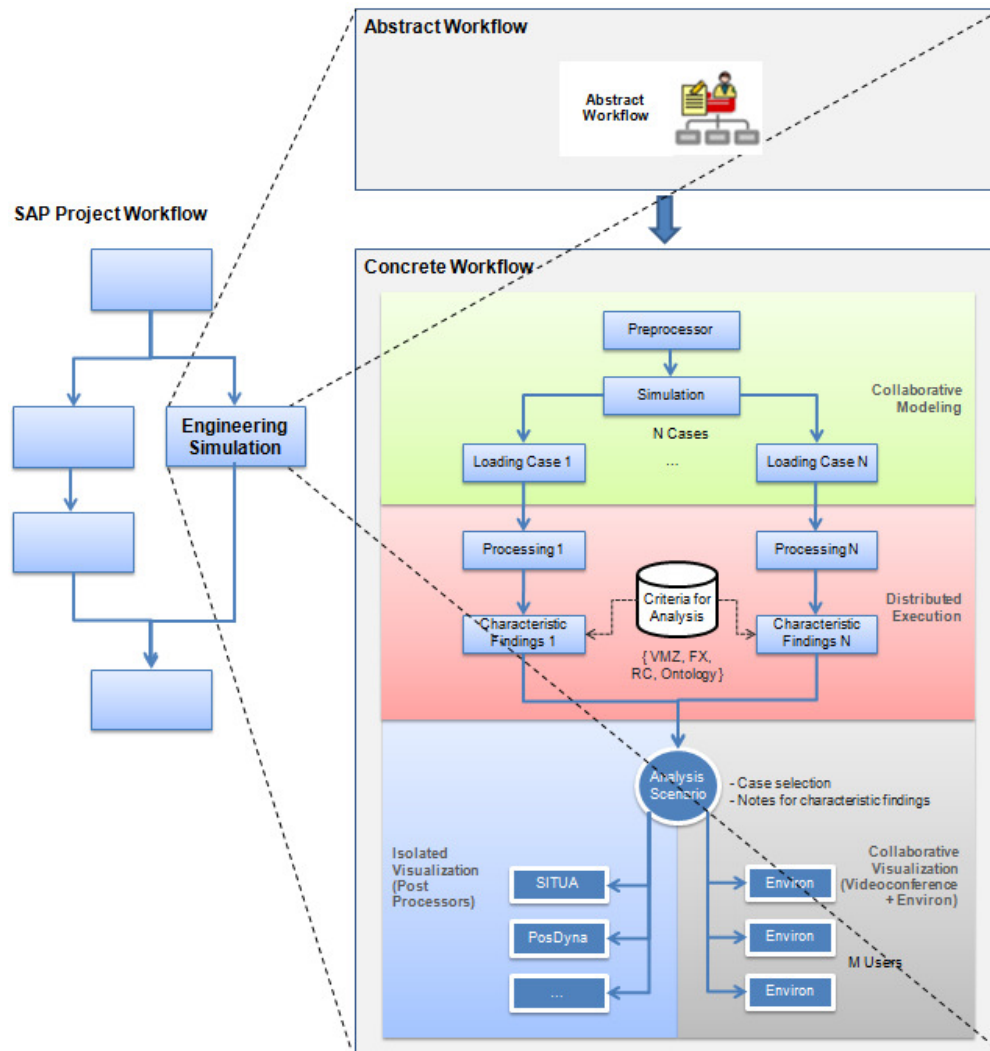 Abstract Workflow
Abstract
Workflow
SAP Project Workflow
Engineering
Simulation
Concrete Workflow
Preprocessor
Simulation
Collaborative
Modeling
N Cases
Loading Case 1
...
Loading Case N
Processing 1
Processing N
Criteria for
Analysis
Distributed
Execution
Characteristic
Findings 1
Characteristic
Findings N
{ VMZ, FX,
RC, Ontology }
Analysis
Scenario
- Case selection
- Notes for characteristic findings
Isolated
Visualization
(Post
Processors)
Collaborative
Visualization
(Videoconference
+ Environ)
SITUA
Environ
PosDyna
Environ
M Users
...
Environ